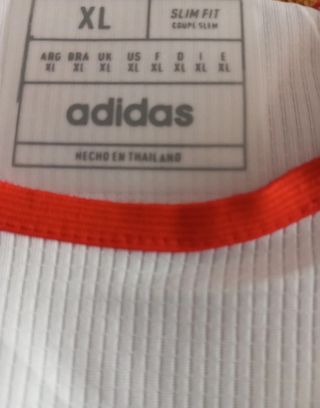 XL SLIM FIT
COUPE SLIM
ARG BRA UK US F D I E
XL XL XL XL XL XL XL XL
adidas
HECHO EN THAILAND